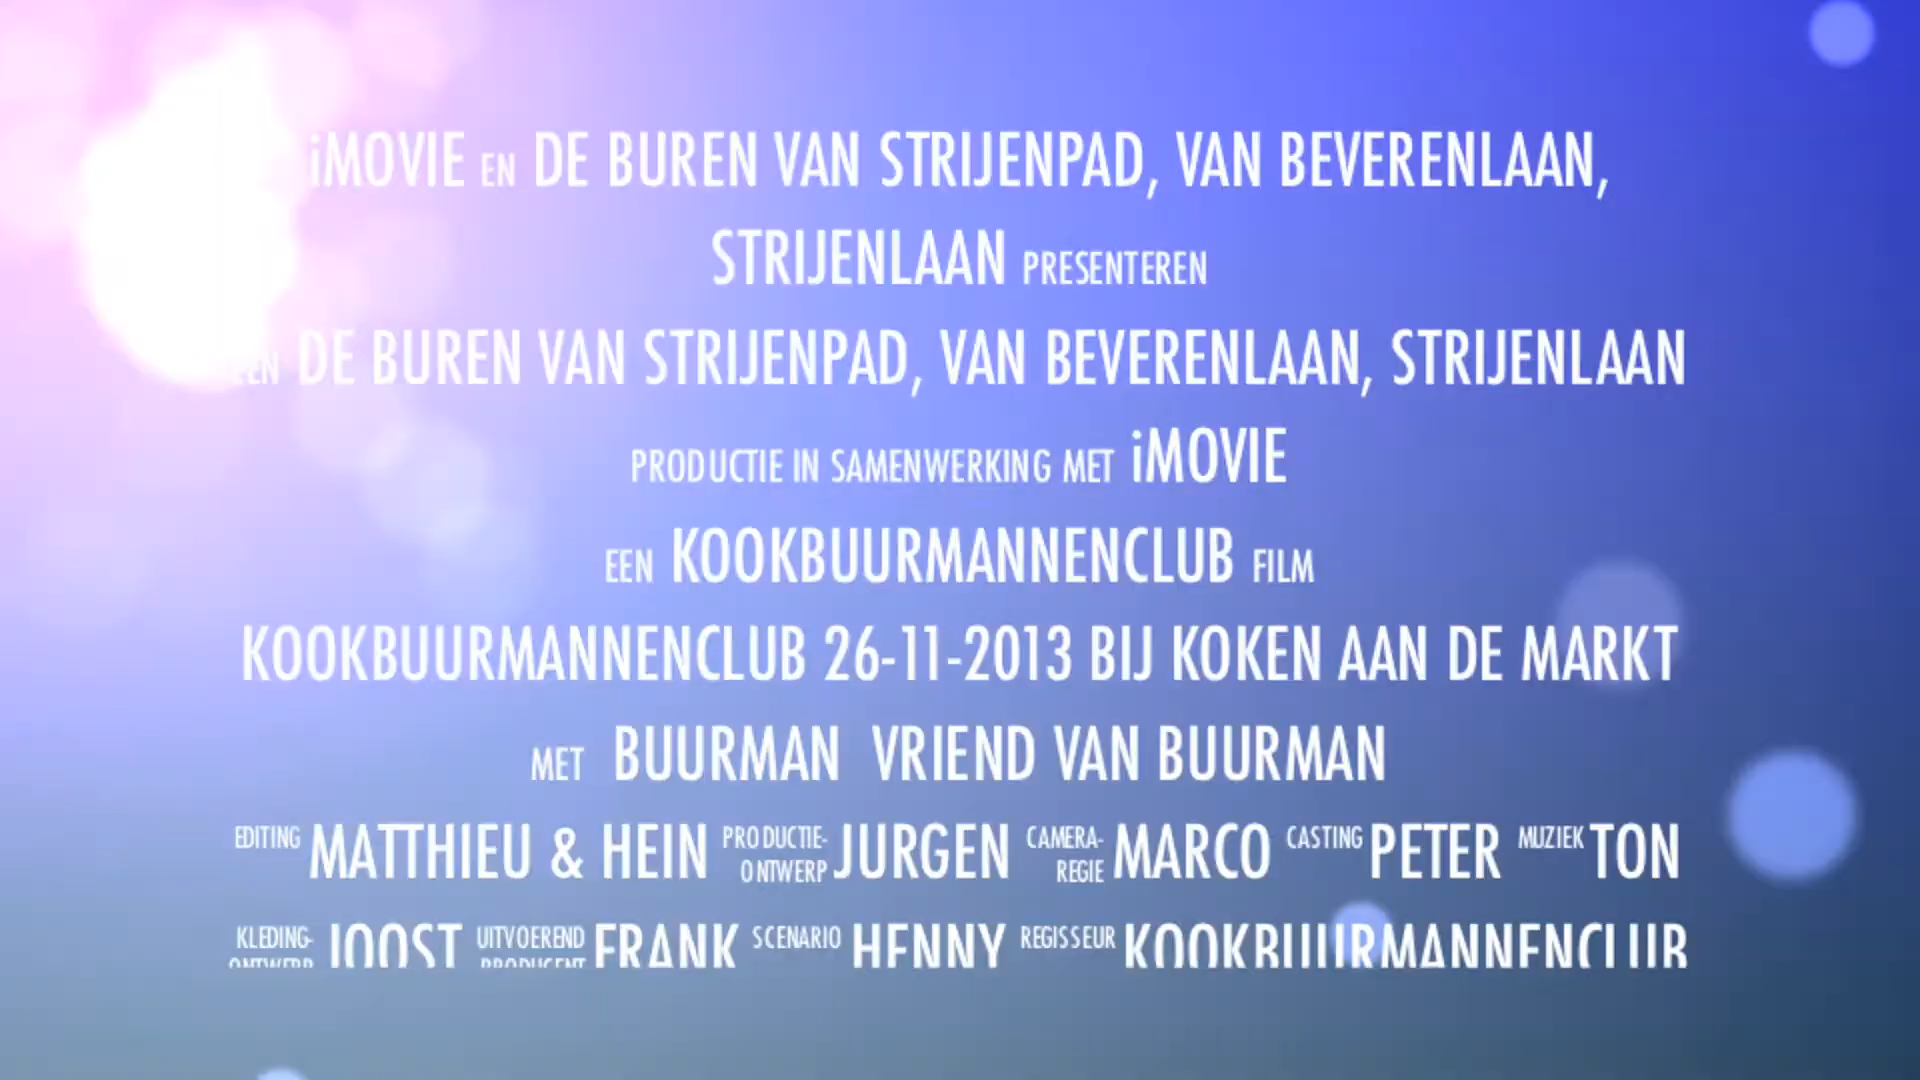 iMOVIE EN DE BUREN VAN STRIJENPAD, VAN BEVERENLAAN,
STRIJENLAAN PRESENTEREN
EEN DE BUREN VAN STRIJENPAD, VAN BEVERENLAAN, STRIJENLAAN
PRODUCTIE IN SAMENWERKING MET iMOVIE
EEN KOOKBUURMANNENCLUB FILM
KOOKBUURMANNENCLUB 26-11-2013 BIJ KOKEN AAN DE MARKT
MET BUURMAN VRIEND VAN BUURMAN
EDITING MATTHIEU & HEIN PRODUCTIE-ONTWERP JURGEN CAMERA-REGIE MARCO CASTING PETER MUZIEK TON
KLEDING-ONTWERP JOOST UITVOEREND PRODUCENT FRANK SCENARIO HENNY REGISSEUR KOOKBUURMANNENCLUB